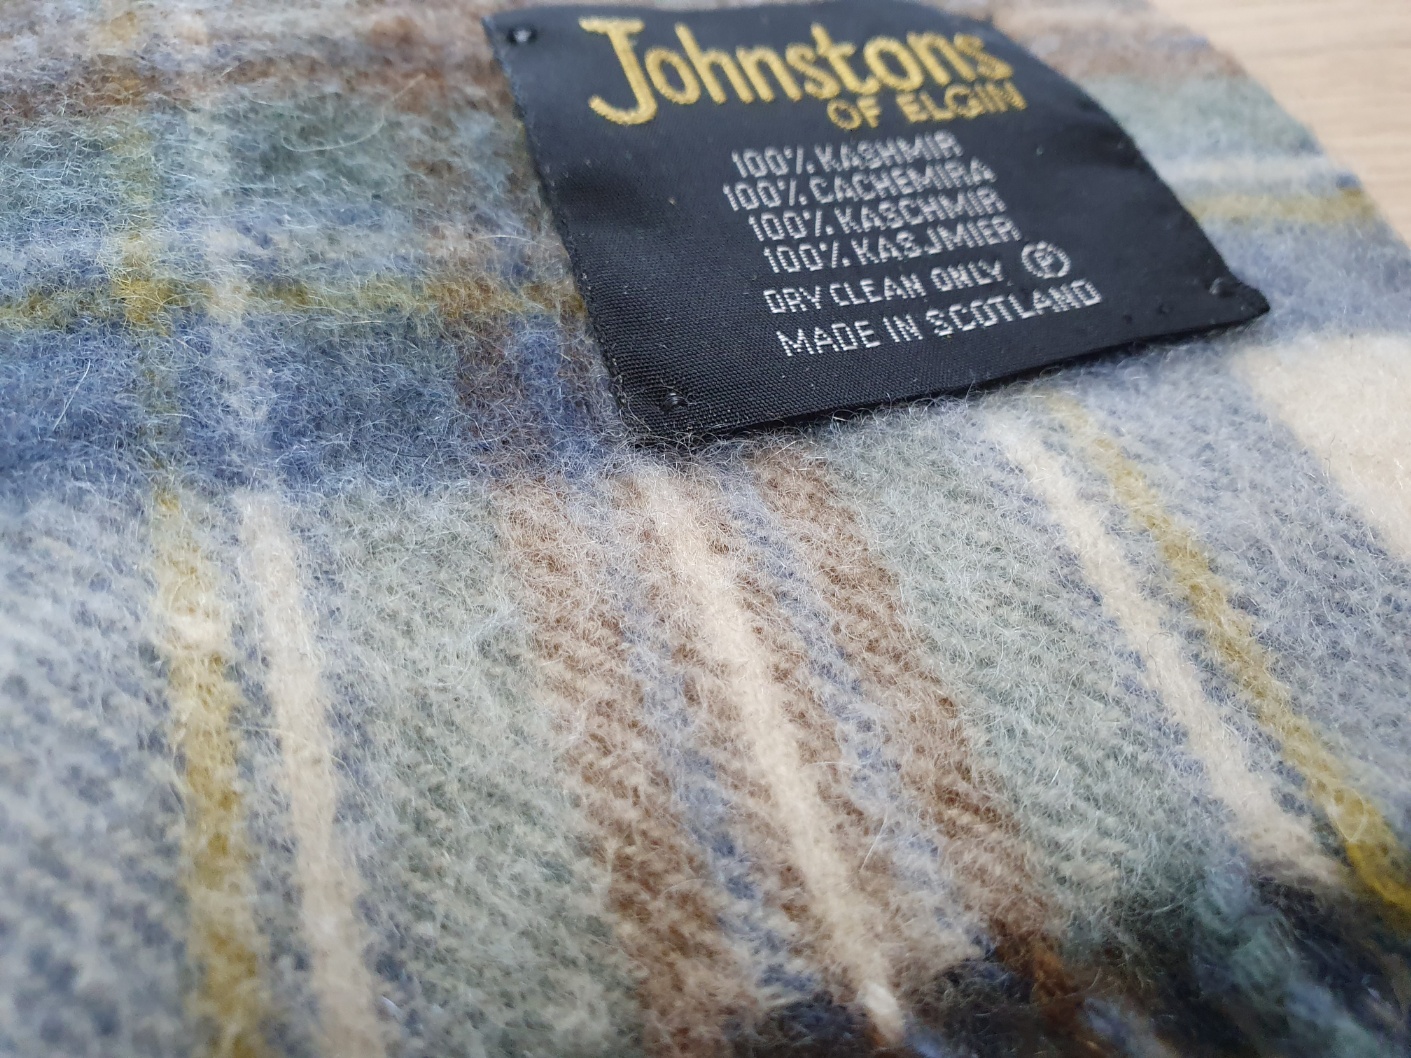 Johnstons
OF ELGIN
100% KASHMIR
100% CACHEMIRA
100% KASCHMIR
100% KASJMIER
DRY CLEAN ONLY Ⓟ
MADE IN SCOTLAND